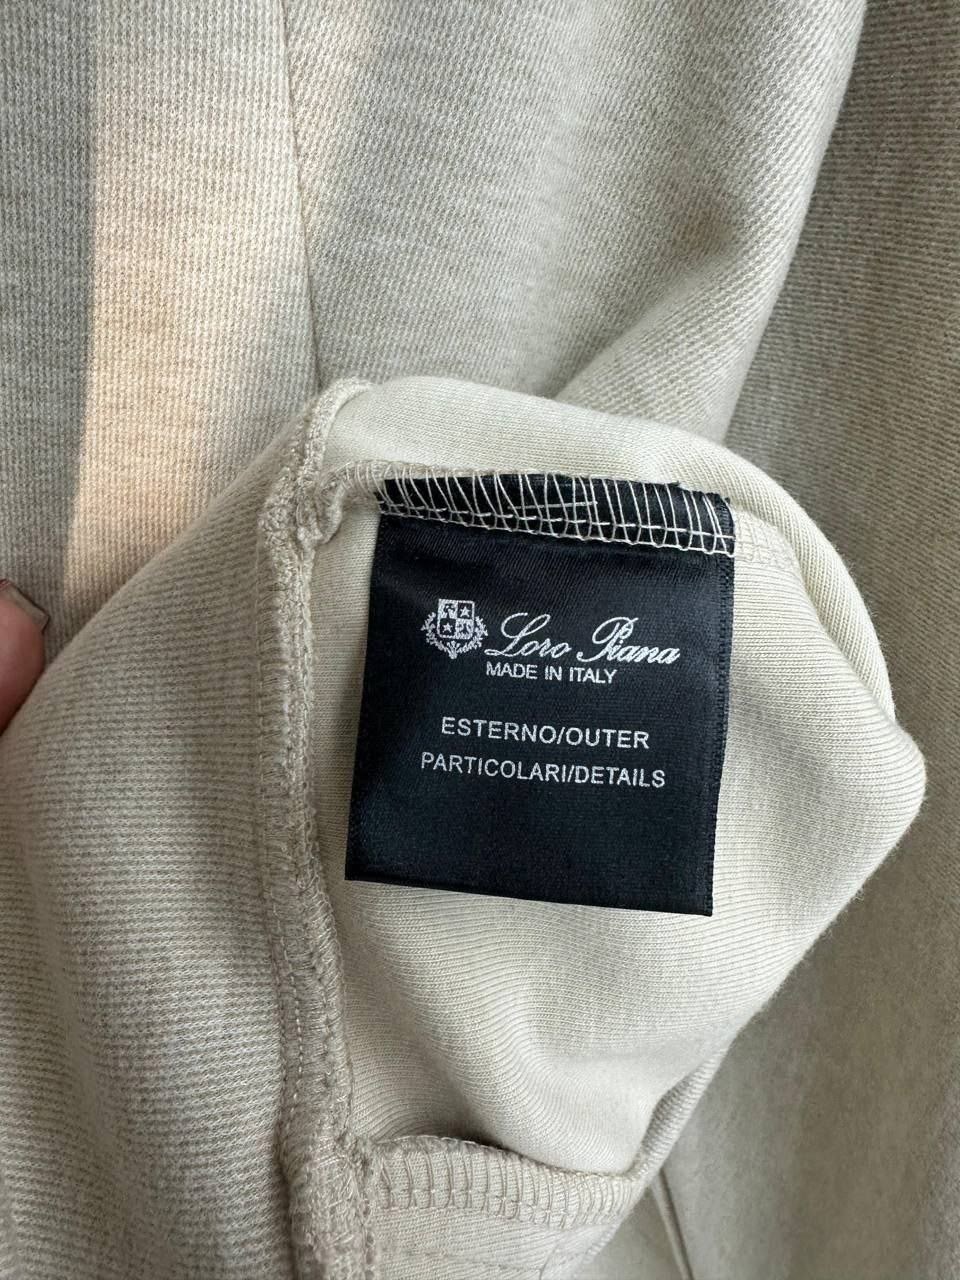 Loro Piana
MADE IN ITALY
ESTERNO/OUTER
PARTICOLARI/DETAILS